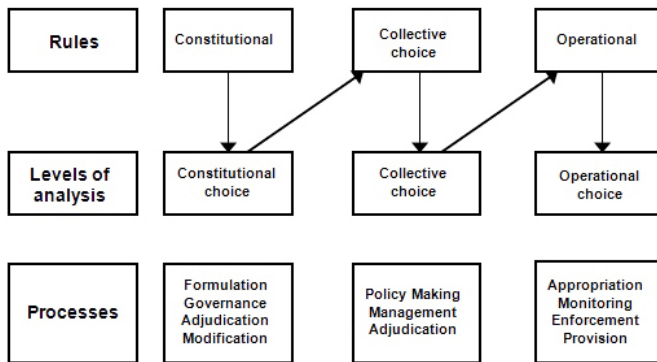 Rules
Constitutional
Collective
choice
Operational
Levels of
analysis
Constitutional
choice
Collective
choice
Operational
choice
Processes
Formulation
Governance
Adjudication
Modification
Policy Making
Management
Adjudication
Appropriation
Monitoring
Enforcement
Provision